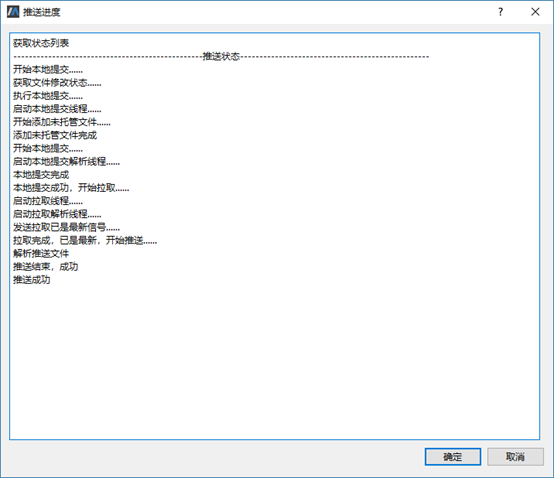 推送进度
获取状态列表
------------------------------------------------推送状态------------------------------------------------
开始本地提交......
获取文件修改状态......
执行本地提交......
启动本地提交线程......
开始添加未托管文件......
添加未托管文件完成
开始本地提交......
启动本地提交解析线程......
本地提交完成
本地提交成功，开始拉取......
启动拉取线程......
启动拉取解析线程......
发送拉取已是最新信号......
拉取完成，已是最新，开始推送......
解析推送文件
推送结束，成功
推送成功
确定
取消